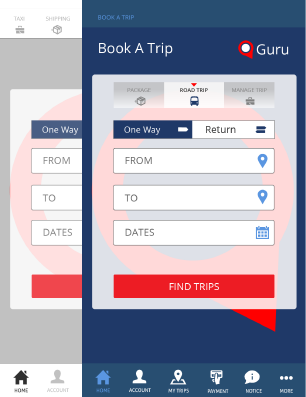 TAXI SHIPPING
One Way
FROM
TO
DATES
HOME ACCOUNT
BOOK A TRIP
Book A Trip
Guru
PACKAGE ROAD TRIP MANAGE TRIP
One Way Return
FROM
TO
DATES
FIND TRIPS
HOME ACCOUNT MY TRIPS PAYMENT NOTICE MORE